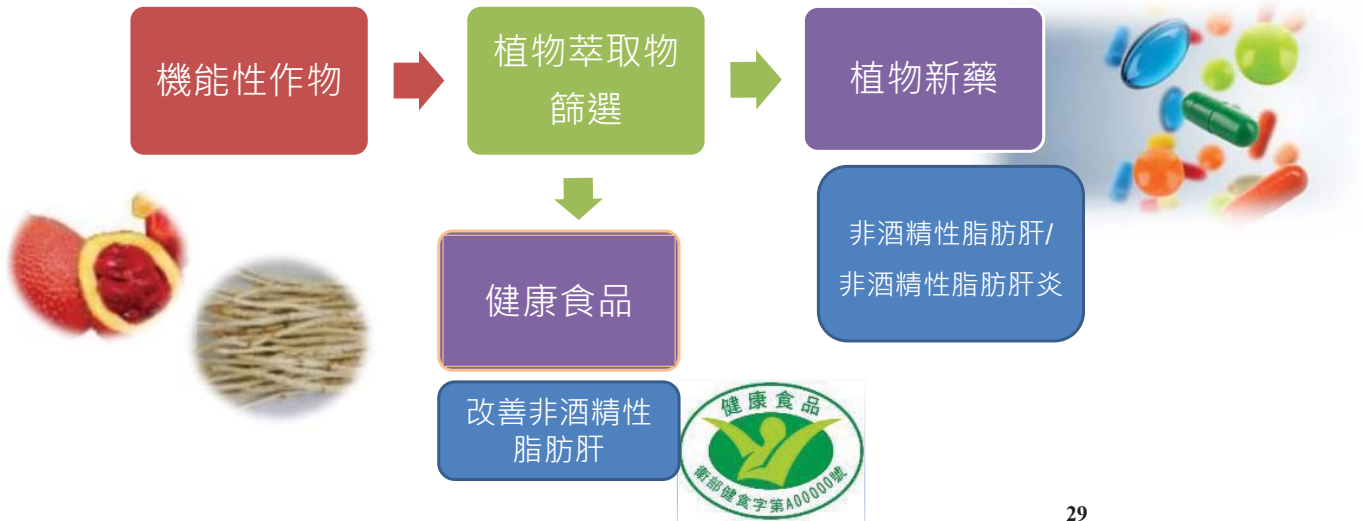 機能性作物
植物萃取物
篩選
植物新藥
非酒精性脂肪肝/
非酒精性脂肪肝炎
健康食品
改善非酒精性
脂肪肝
健康食品
衛部健食字第A00000號
29